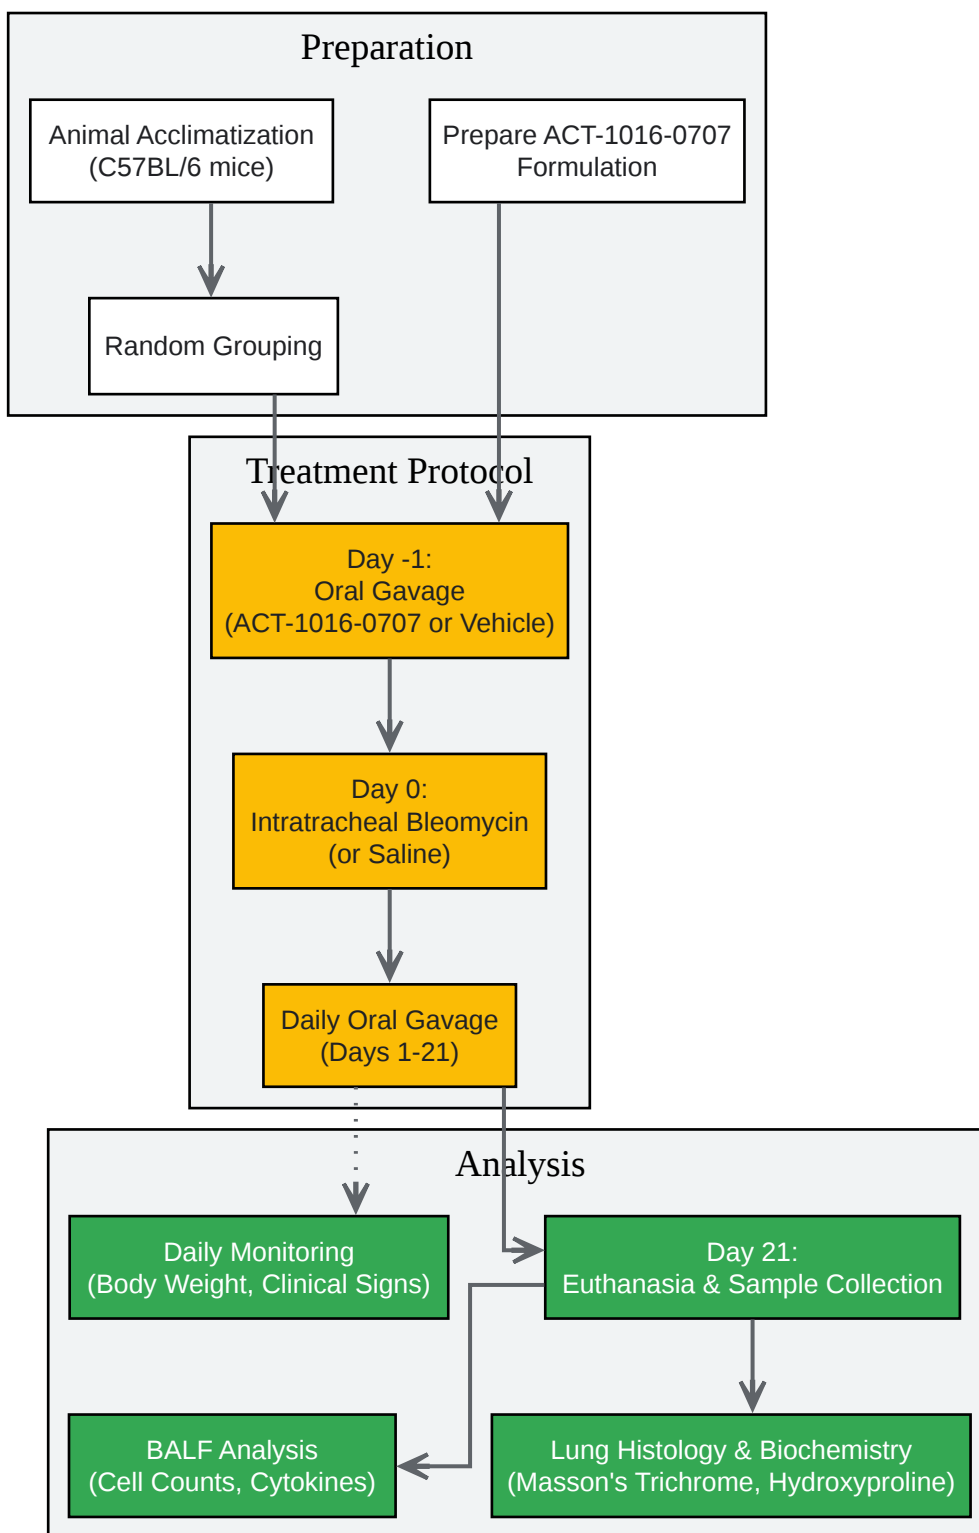 Preparation
Animal Acclimatization
(C57BL/6 mice)
Prepare ACT-1016-0707
Formulation
Random Grouping
Treatment Protocol
Day -1:
Oral Gavage
(ACT-1016-0707 or Vehicle)
Day 0:
Intratracheal Bleomycin
(or Saline)
Daily Oral Gavage
(Days 1-21)
Analysis
Daily Monitoring
(Body Weight, Clinical Signs)
Day 21:
Euthanasia & Sample Collection
BALF Analysis
(Cell Counts, Cytokines)
Lung Histology & Biochemistry
(Masson's Trichrome, Hydroxyproline)